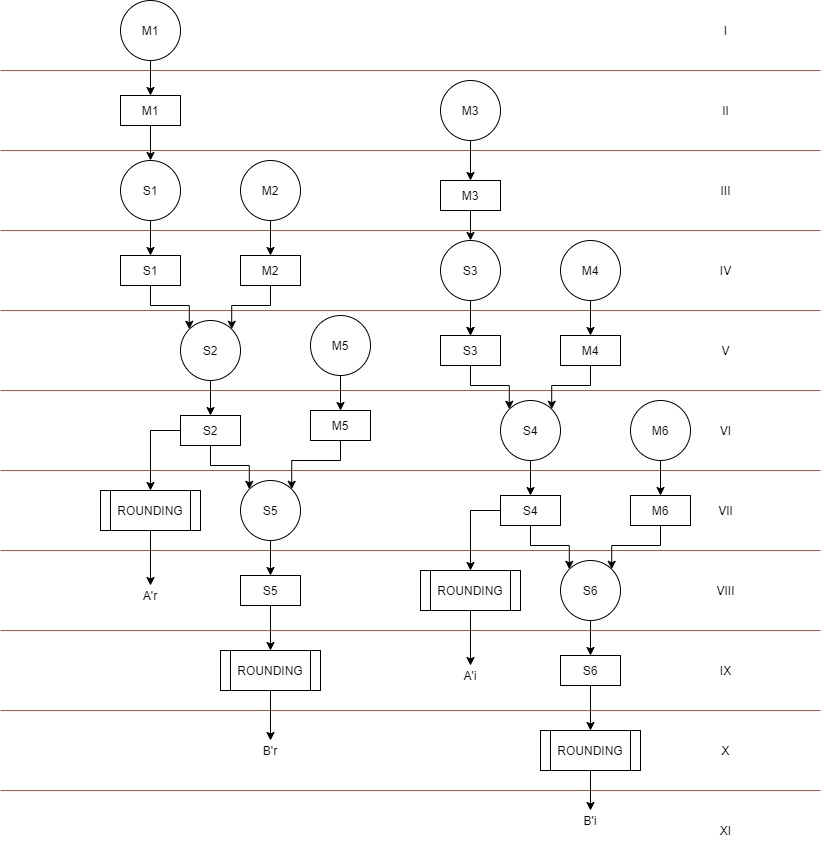 M1
I
M1
M3
II
S1
M2
M3
III
S1
M2
S3
M4
IV
S2
M5
S3
M4
V
S2
M5
S4
M6
VI
ROUNDING
S5
S4
M6
VII
A'r
S5
ROUNDING
S6
VIII
ROUNDING
A'i
S6
IX
B'r
ROUNDING
X
B'i
XI